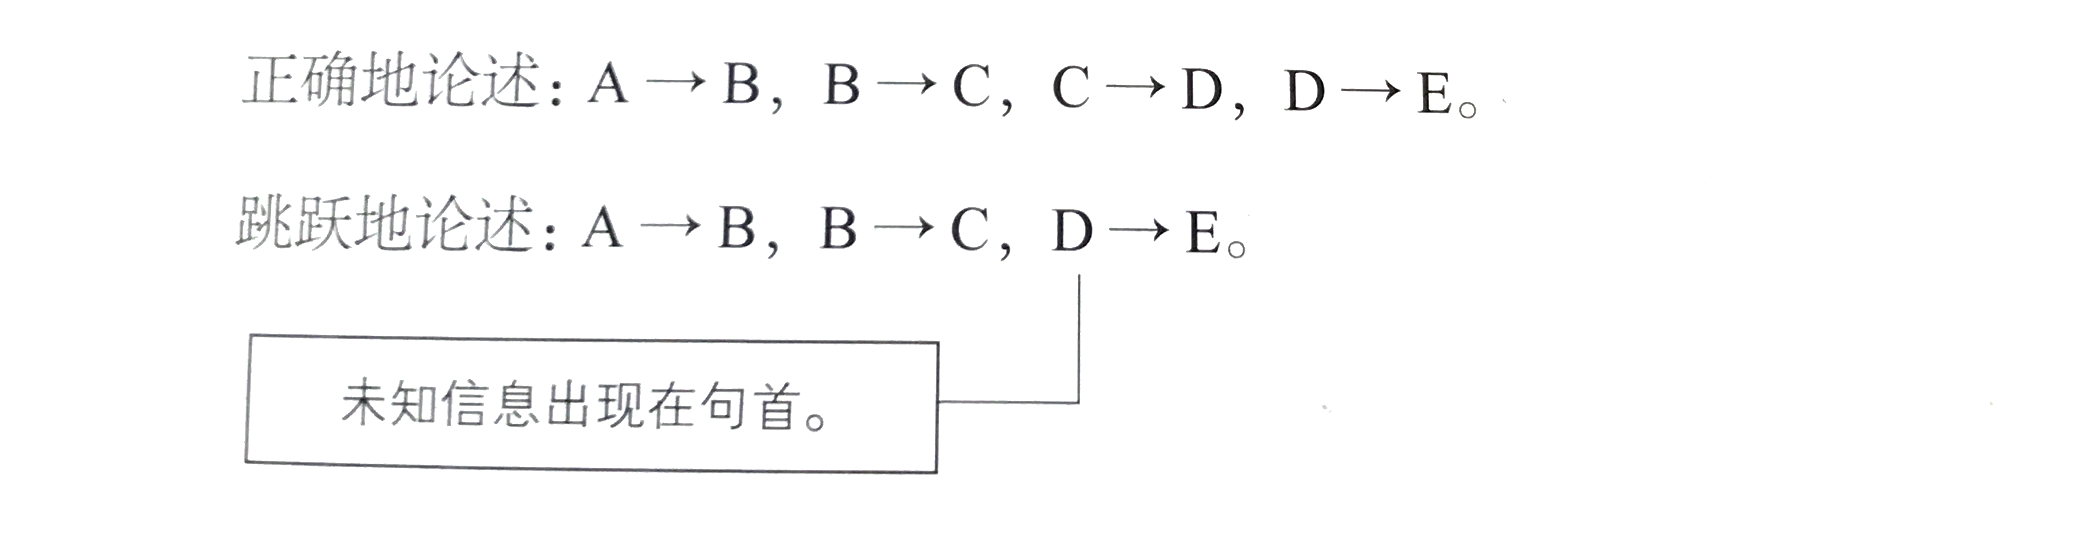 正确地论述：A→B，B→C，C→D，D→E。
跳跃地论述：A→B，B→C，D→E。
未知信息出现在句首。